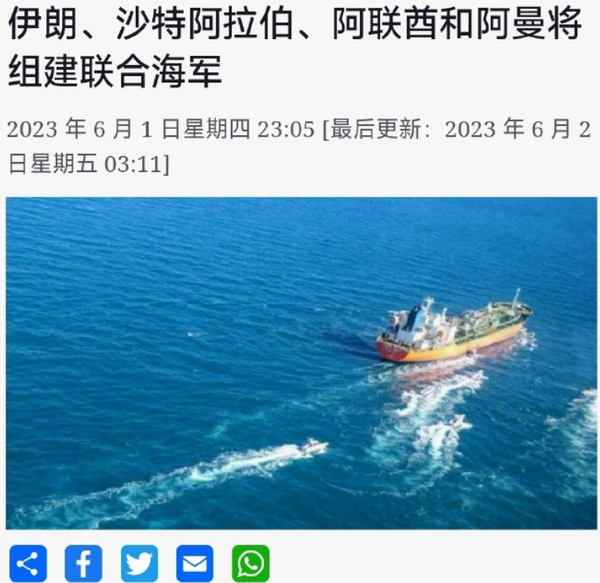 伊朗、沙特阿拉伯、阿联酋和阿曼将
组建联合海军
2023 年 6 月 1 日星期四 23:05 [最后更新：2023 年 6 月 2
日星期五 03:11]